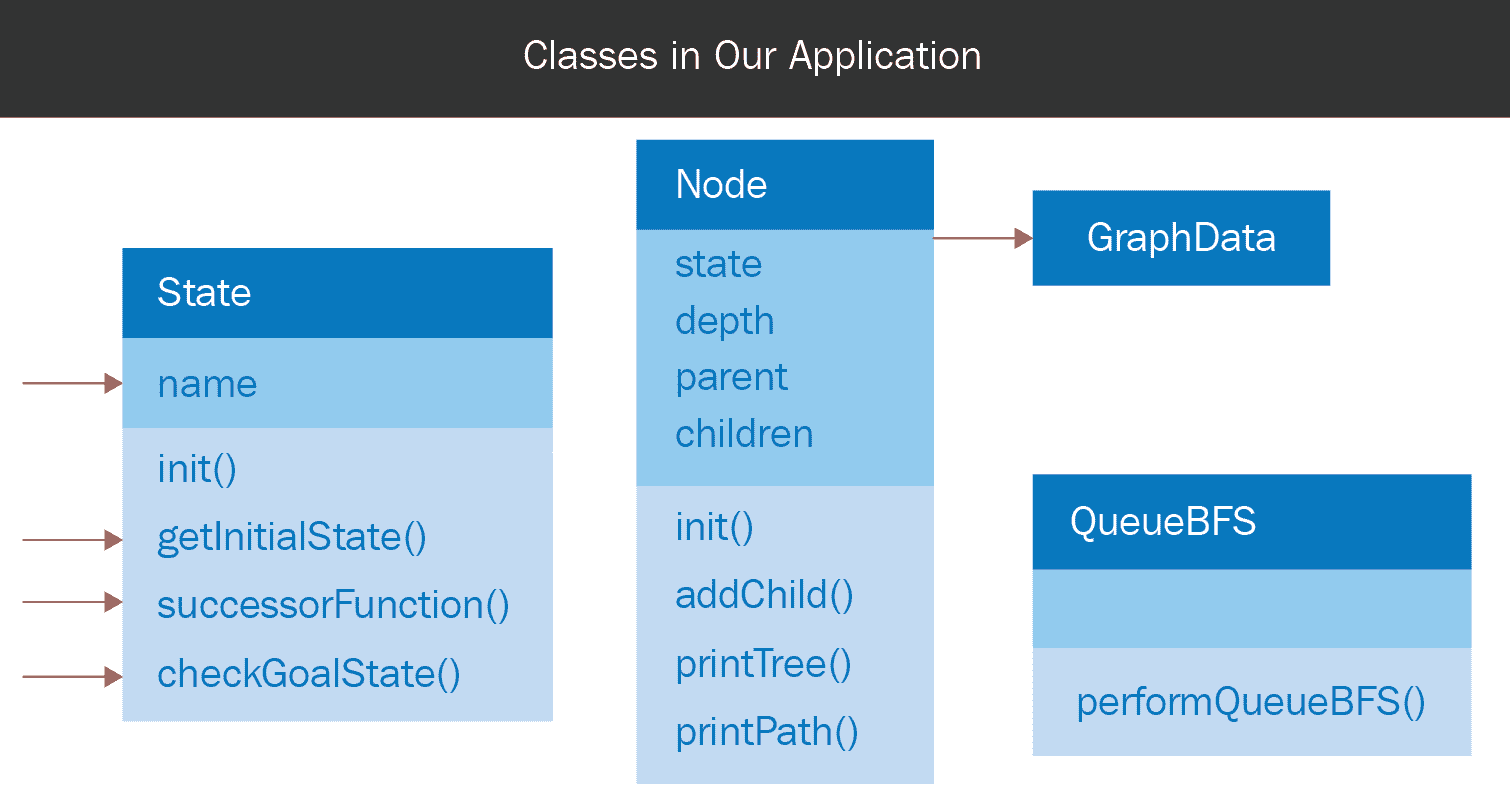 Classes in Our Application
State
name
init()
getInitialState()
successorFunction()
checkGoalState()
Node
state
depth
parent
children
init()
addChild()
printTree()
printPath()
GraphData
QueueBFS
performQueueBFS()